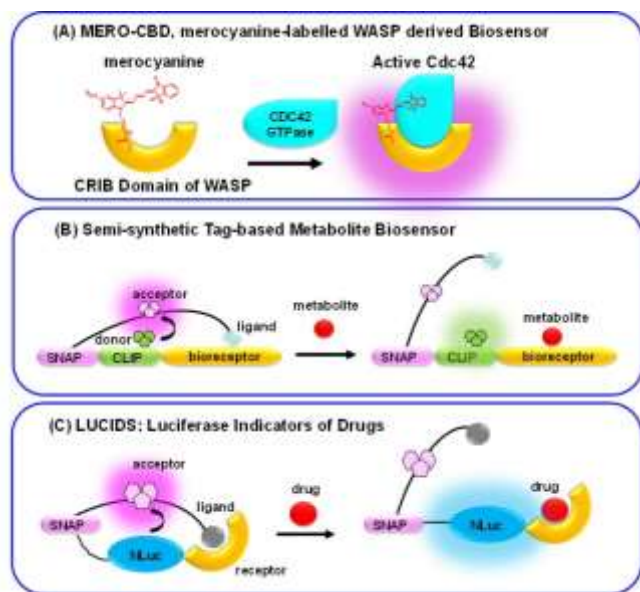 (A) MERO-CBD, merocyanine-labelled WASP derived Biosensor
merocyanine
Active Cdc42
CDC42
GTPase
CRIB Domain of WASP
(B) Semi-synthetic Tag-based Metabolite Biosensor
acceptor
ligand
metabolite
metabolite
donor
SNAP
CLIP
bioreceptor
SNAP
CLIP
bioreceptor
(C) LUCIDS; Luciferase Indicators of Drugs
acceptor
ligand
drug
drug
SNAP
NLuc
receptor
SNAP
NLuc